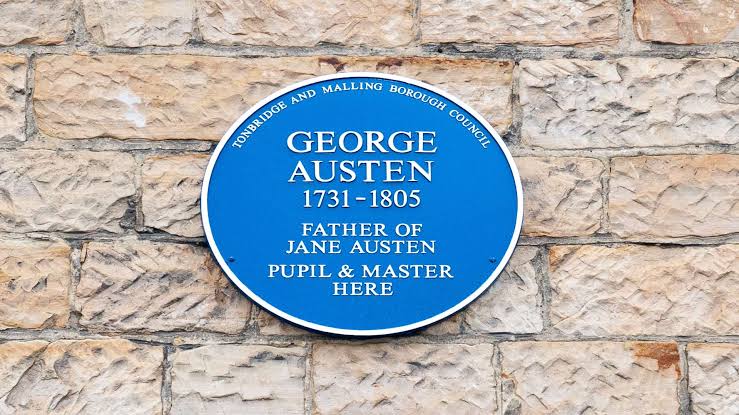 TONBRIDGE AND MALLING BOROUGH COUNCIL
GEORGE
AUSTEN
1731-1805
FATHER OF
JANE AUSTEN
PUPIL & MASTER
HERE